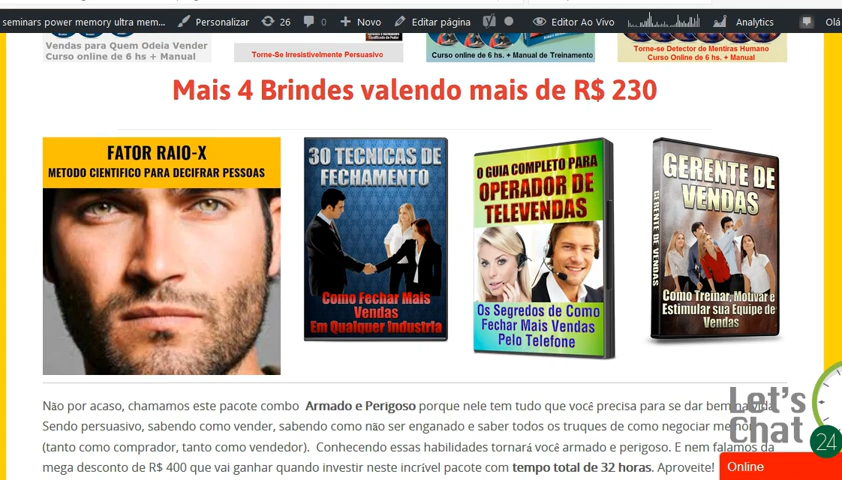 seminars power memory ultra mem... Personalizar 26 0 Novo Editar página Editor Ao Vivo Analytics Olá
Vendas para Quem Odeia Vender
Curso online de 6 hs + Manual
Torne-Se Irresistivelmente Persuasivo
Curso online de 6 hs. + Manual de Treinamento
Torne-se Detector de Mentiras Humano
Curso Online de 6 hs. + Manual
Mais 4 Brindes valendo mais de R$ 230
FATOR RAIO-X
METODO CIENTIFICO PARA DECIFRAR PESSOAS
30 TECNICAS DE
FECHAMENTO
Como Fechar Mais
Vendas
Em Qualquer Industria
O GUIA COMPLETO PARA
OPERADOR DE
TELEVENDAS
Os Segredos de Como
Fechar Mais Vendas
Pelo Telefone
GERENTE DE
VENDAS
GERENTE DE VENDAS
Como Treinar, Motivar e
Estimular sua Equipe de
Vendas
Não por acaso, chamamos este pacote combo Armado e Perigoso porque nele tem tudo que você precisa para se dar bem na vida.
Sendo persuasivo, sabendo como vender, sabendo como não ser enganado e saber todos os truques de como negociar melhor
(tanto como comprador, tanto como vendedor). Conhecendo essas habilidades tornará você armado e perigoso. E nem falamos da
mega desconto de R$ 400 que vai ganhar quando investir neste incrível pacote com tempo total de 32 horas. Aproveite!
Let's
Chat
24
Online